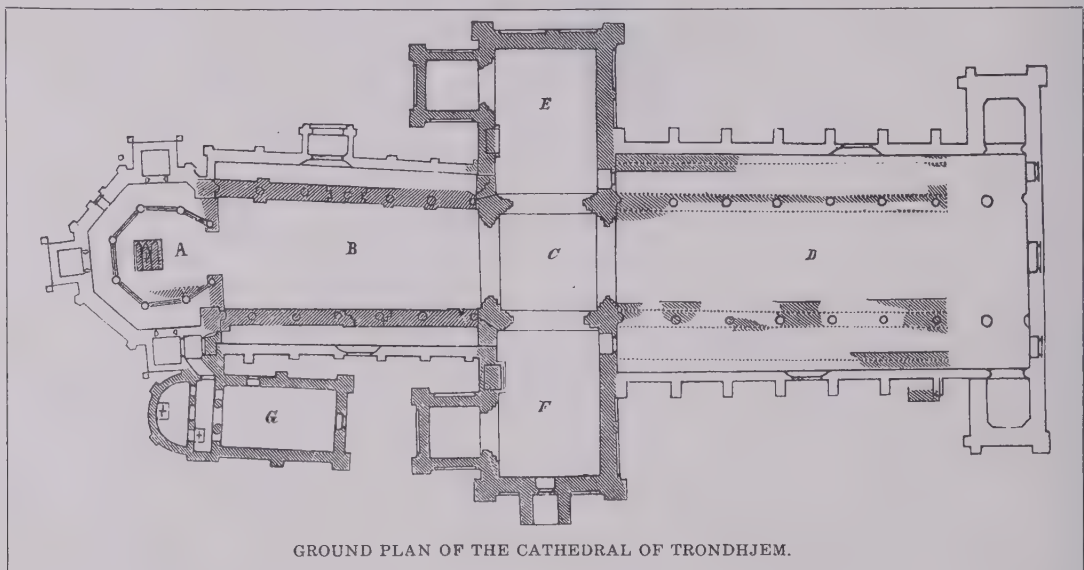 E
A
B
C
D
G
F
GROUND PLAN OF THE CATHEDRAL OF TRONDHJEM.